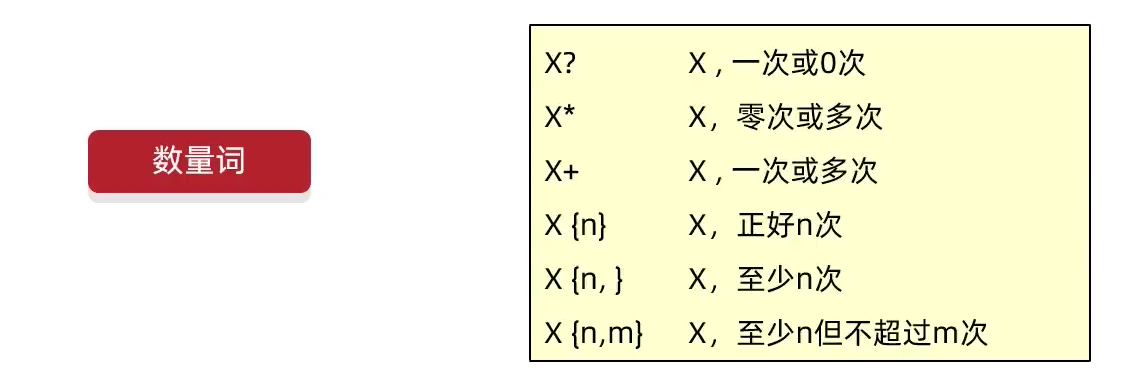 数量词
X? X , 一次或0次
X* X，零次或多次
X+ X , 一次或多次
X {n} X，正好n次
X {n, } X，至少n次
X {n,m} X，至少n但不超过m次